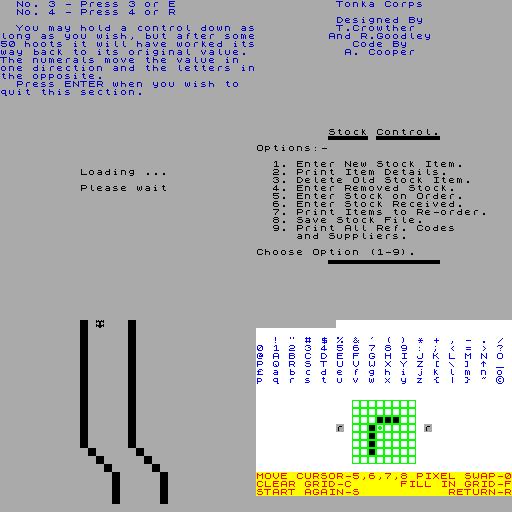 No. 3 - Press 3 or E
No. 4 - Press 4 or R
You may hold a control down as
long as you wish, but after some
50 hoots it will have worked its
way back to its original value.
The numerals move the value in
one direction and the letters in
the opposite.
Press ENTER when you wish to
quit this section.
Tonka Corps
Designed By
T.Crowther
And R.Goodley
Code By
A. Cooper
Loading ...
Please wait
Stock Control.
Options:-
1. Enter New Stock Item.
2. Print Item Details.
3. Delete Old Stock Item.
4. Enter Removed Stock.
5. Enter Stock on Order.
6. Enter Stock Received.
7. Print Items to Re-order.
8. Save Stock File.
9. Print All Ref. Codes
and Suppliers.
Choose Option (1-9).
! " # $ % & ' ( ) * + , - . /
0 1 2 3 4 5 6 7 8 9 : ; < = > ?
@ A B C D E F G H I J K L M N O
P Q R S T U V W X Y Z [ \ ] ↑ _
£ a b c d e f g h i j k l m n o
p q r s t u v w x y z { | } ~ ©
r r
MOVE CURSOR-5,6,7,8 PIXEL SWAP-0
CLEAR GRID-C FILL IN GRID-F
START AGAIN-S RETURN-R